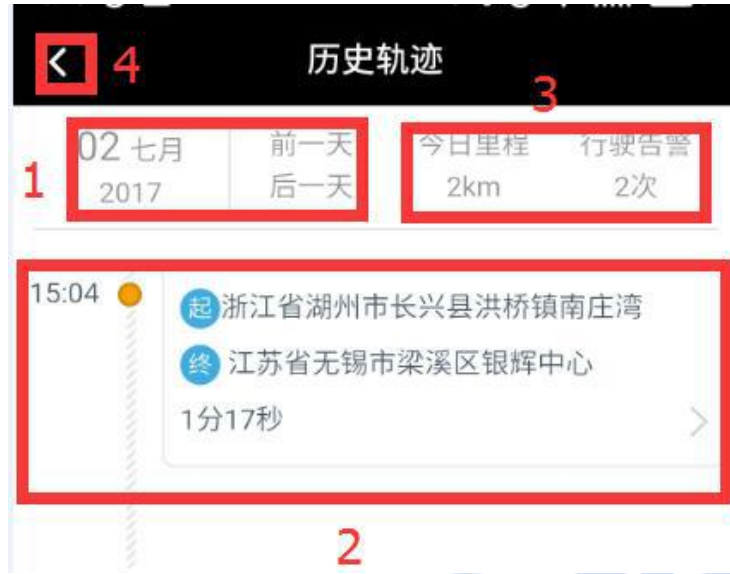 4
历史轨迹
3
1
02 七月
前一天
今日里程
行驶告警
2017
后一天
2km
2次
15:04
起 浙江省湖州市长兴县洪桥镇南庄湾
终 江苏省无锡市梁溪区银辉中心
1分17秒
2